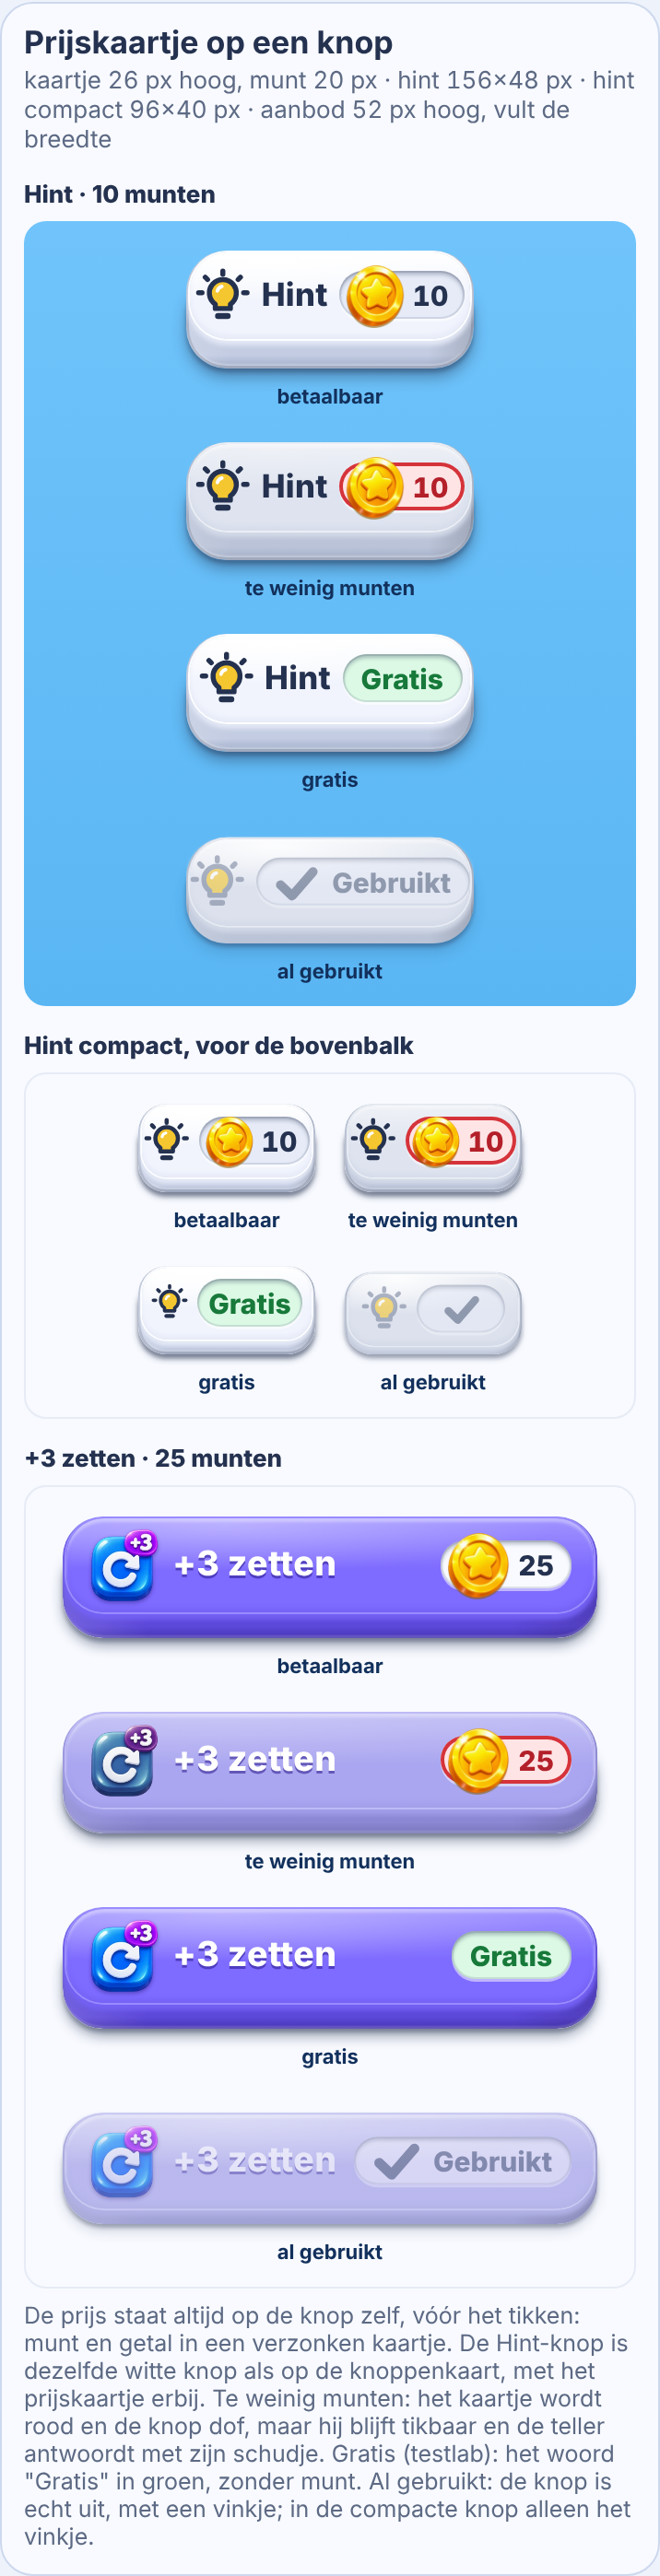 Prijskaartje op een knop
kaartje 26 px hoog, munt 20 px · hint 156×48 px · hint
compact 96×40 px · aanbod 52 px hoog, vult de
breedte
Hint · 10 munten
Hint 10
betaalbaar
Hint 10
te weinig munten
Hint Gratis
gratis
Gebruikt
al gebruikt
Hint compact, voor de bovenbalk
10 10
betaalbaar te weinig munten
Gratis
gratis al gebruikt
+3 zetten · 25 munten
+3 +3 zetten 25
betaalbaar
+3 +3 zetten 25
te weinig munten
+3 +3 zetten Gratis
gratis
+3 +3 zetten Gebruikt
al gebruikt
De prijs staat altijd op de knop zelf, vóór het tikken:
munt en getal in een verzonken kaartje. De Hint-knop is
dezelfde witte knop als op de knoppenkaart, met het
prijskaartje erbij. Te weinig munten: het kaartje wordt
rood en de knop dof, maar hij blijft tikbaar en de teller
antwoordt met zijn schudje. Gratis (testlab): het woord
"Gratis" in groen, zonder munt. Al gebruikt: de knop is
echt uit, met een vinkje; in de compacte knop alleen het
vinkje.